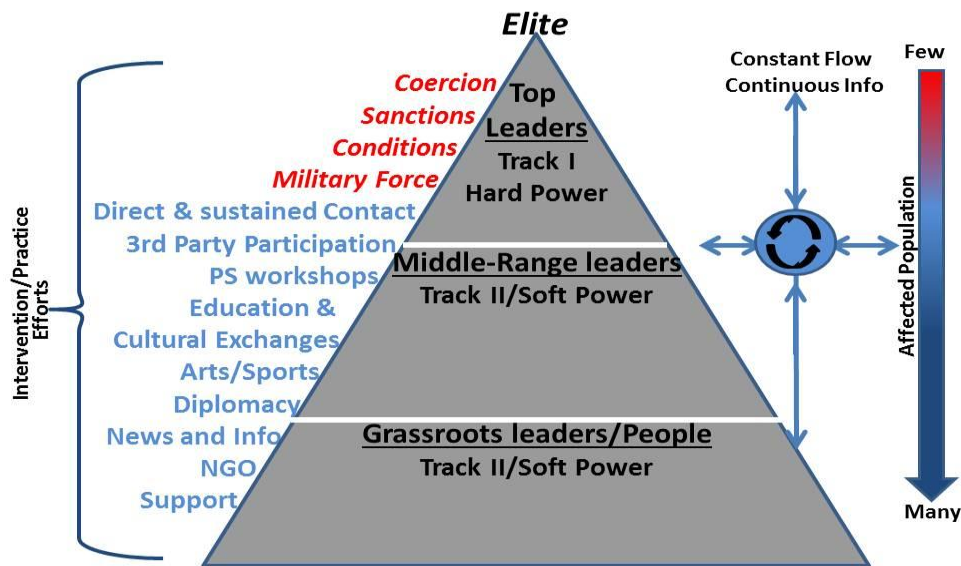 Elite
Coercion
Sanctions
Conditions
Military Force
Direct & sustained Contact
3rd Party Participation
PS workshops
Education &
Cultural Exchanges
Arts/Sports
Diplomacy
News and Info
NGO
Support
Intervention/Practice
Efforts
Top
Leaders
Track I
Hard Power
Middle-Range leaders
Track II/Soft Power
Grassroots leaders/People
Track II/Soft Power
Constant Flow
Continuous Info
Few
Affected Population
Many